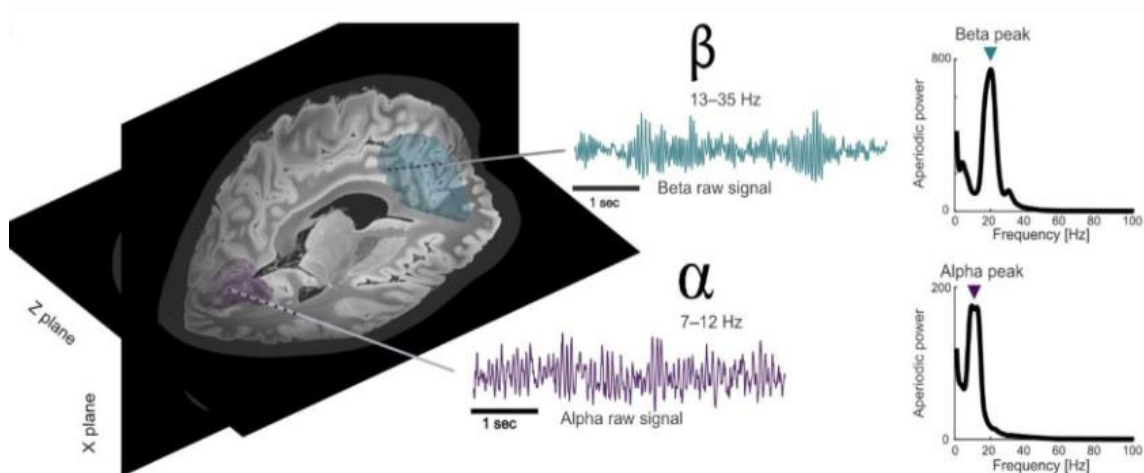 β
13–35 Hz
Beta raw signal
1 sec
Beta peak
800
Aperiodic power
0
0 20 40 60 80 100
Frequency [Hz]
Z plane
X plane
α
7–12 Hz
Alpha raw signal
1 sec
Alpha peak
200
Aperiodic power
0
0 20 40 60 80 100
Frequency [Hz]